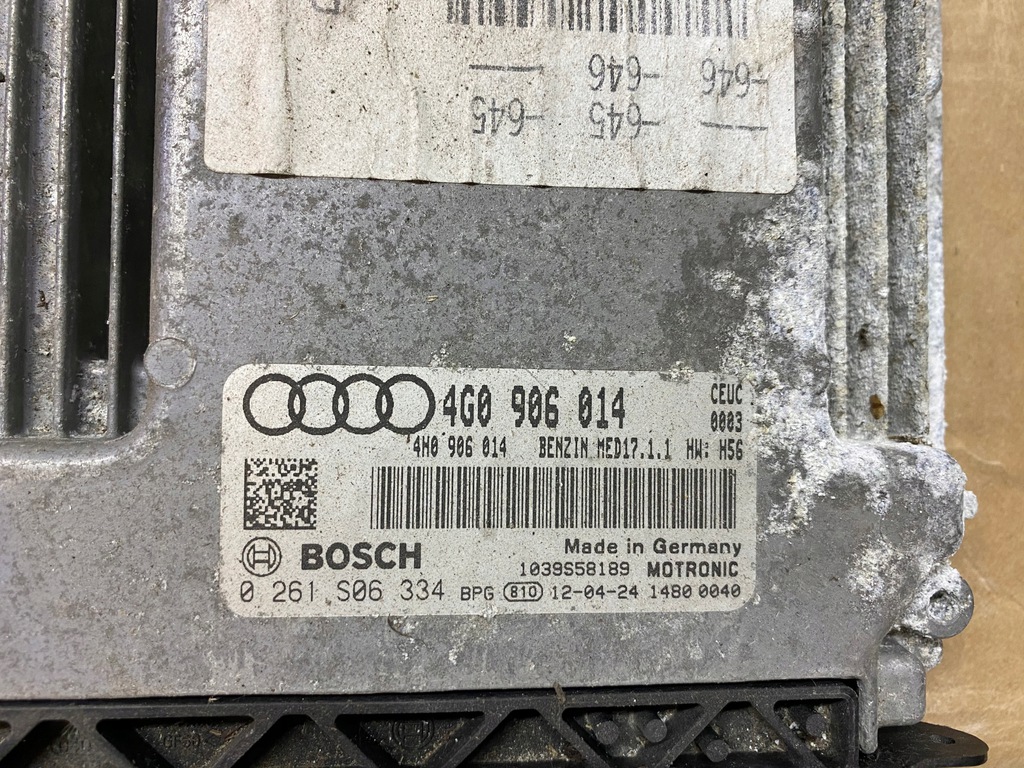 -646 -646
-645 -645
4G0 906 014 CEUC
0003
4H0 906 014 BENZIN MED17.1.1 HW: H56
BOSCH Made in Germany
1039S58189 MOTRONIC
0 261 S06 334 BPG 810 12-04-24 1480 0040